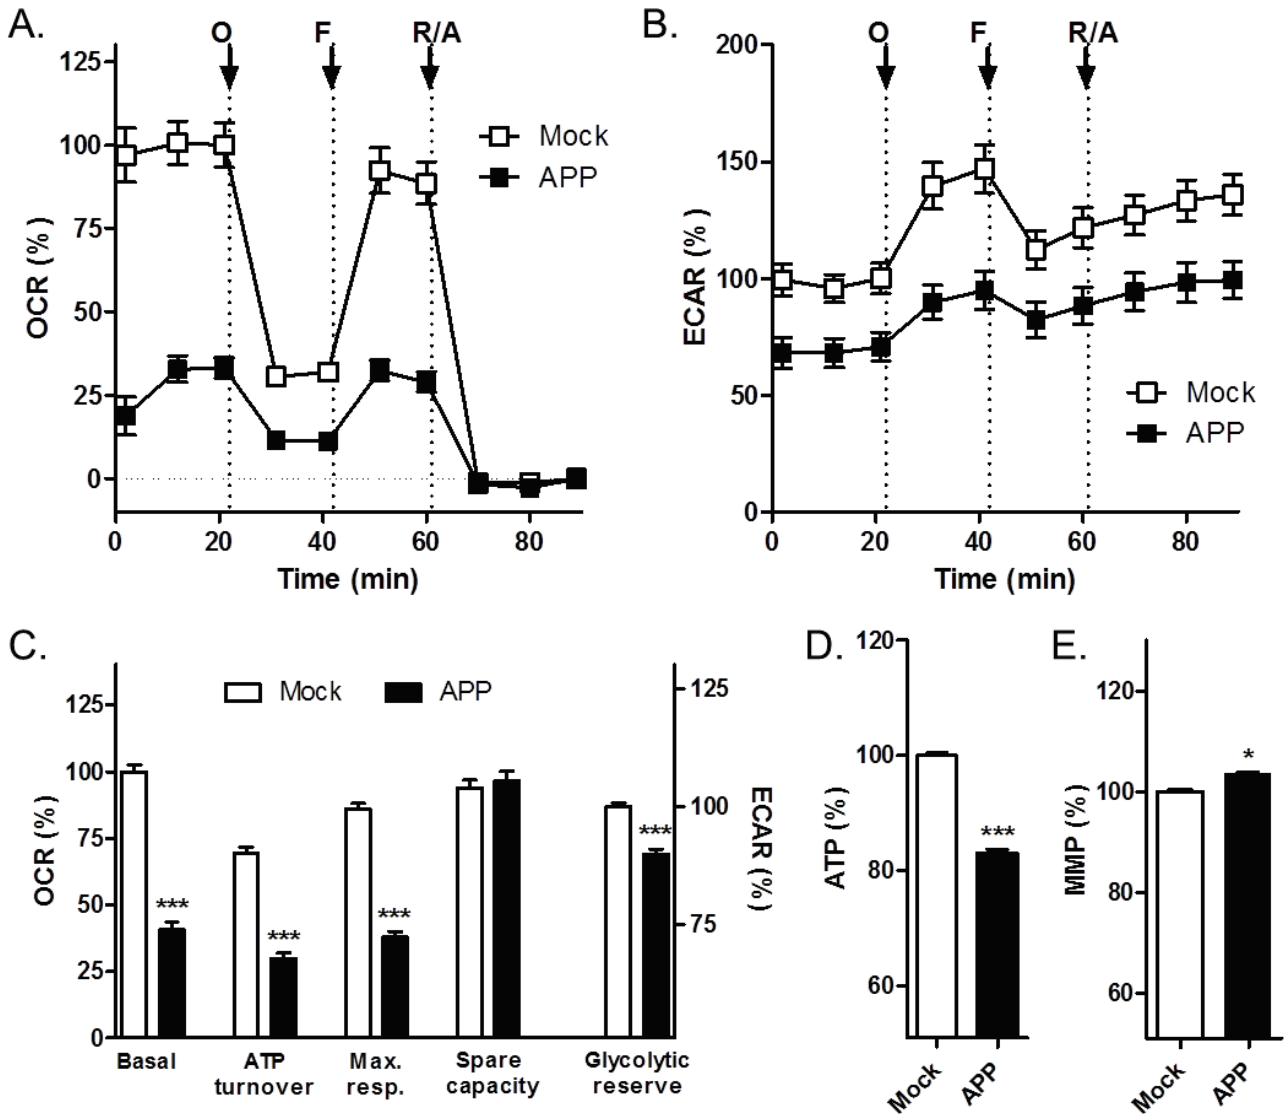 A.
O F R/A
125
100
75
50
25
0
OCR (%)
Mock
APP
0 20 40 60 80
Time (min)
B.
O F R/A
200
150
100
50
0
ECAR (%)
Mock
APP
0 20 40 60 80
Time (min)
C.
Mock APP
125
100
75
50
25
0
OCR (%)
*** *** *** ***
125
100
75
ECAR (%)
Basal
ATP
turnover
Max.
resp.
Spare
capacity
Glycolytic
reserve
D.
120
100
80
60
ATP (%)
***
Mock APP
E.
120
100
80
60
MMP (%)
*
Mock APP